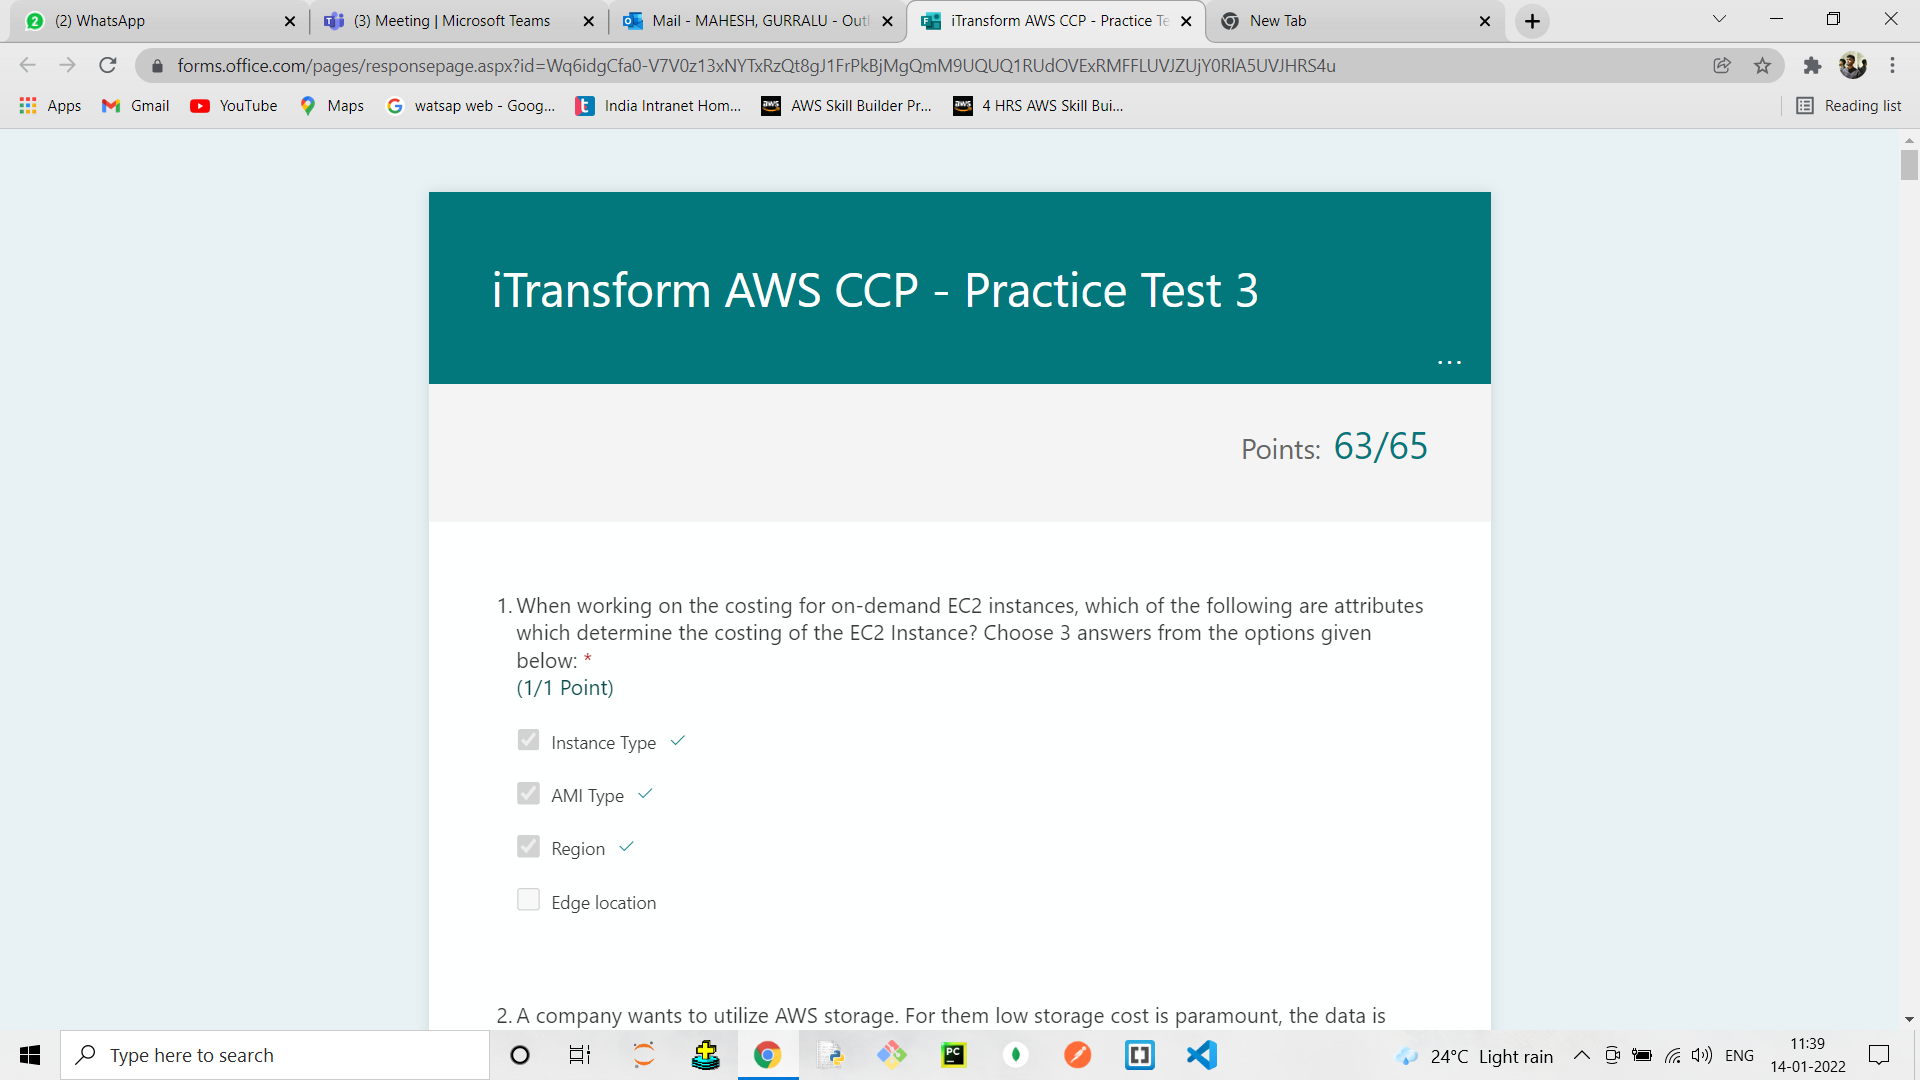 (2) WhatsApp
(3) Meeting | Microsoft Teams
Mail - MAHESH, GURRALU - Outl
iTransform AWS CCP - Practice Te
New Tab
forms.office.com/pages/responsepage.aspx?id=Wq6idgCfa0-V7V0z13xNYTxRzQt8gJ1FrPkBjMgQmM9UQUQ1RUdOVExRMFFLUVJZUjY0RlA5UVJHRS4u
Apps
Gmail
YouTube
Maps
watsap web - Goog...
India Intranet Hom...
aws
AWS Skill Builder Pr...
aws
4 HRS AWS Skill Bui...
Reading list
iTransform AWS CCP - Practice Test 3
...
Points: 63/65
1. When working on the costing for on-demand EC2 instances, which of the following are attributes
which determine the costing of the EC2 Instance? Choose 3 answers from the options given
below: *
(1/1 Point)
Instance Type
AMI Type
Region
Edge location
2. A company wants to utilize AWS storage. For them low storage cost is paramount, the data is
Type here to search
PC
24°C Light rain
ENG
11:39
14-01-2022